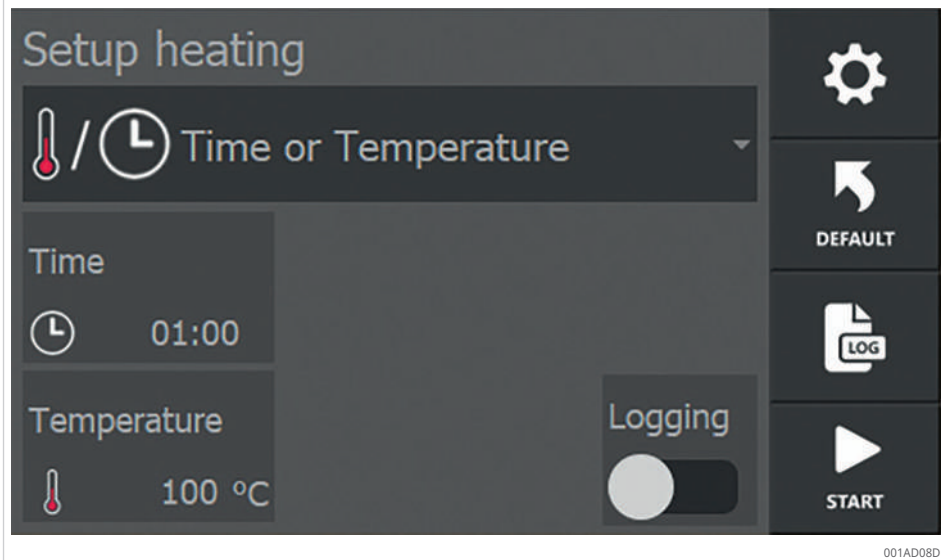 Setup heating
/ Time or Temperature
Time
01:00
Temperature
100 °C
Logging
DEFAULT
LOG
START
001AD08D